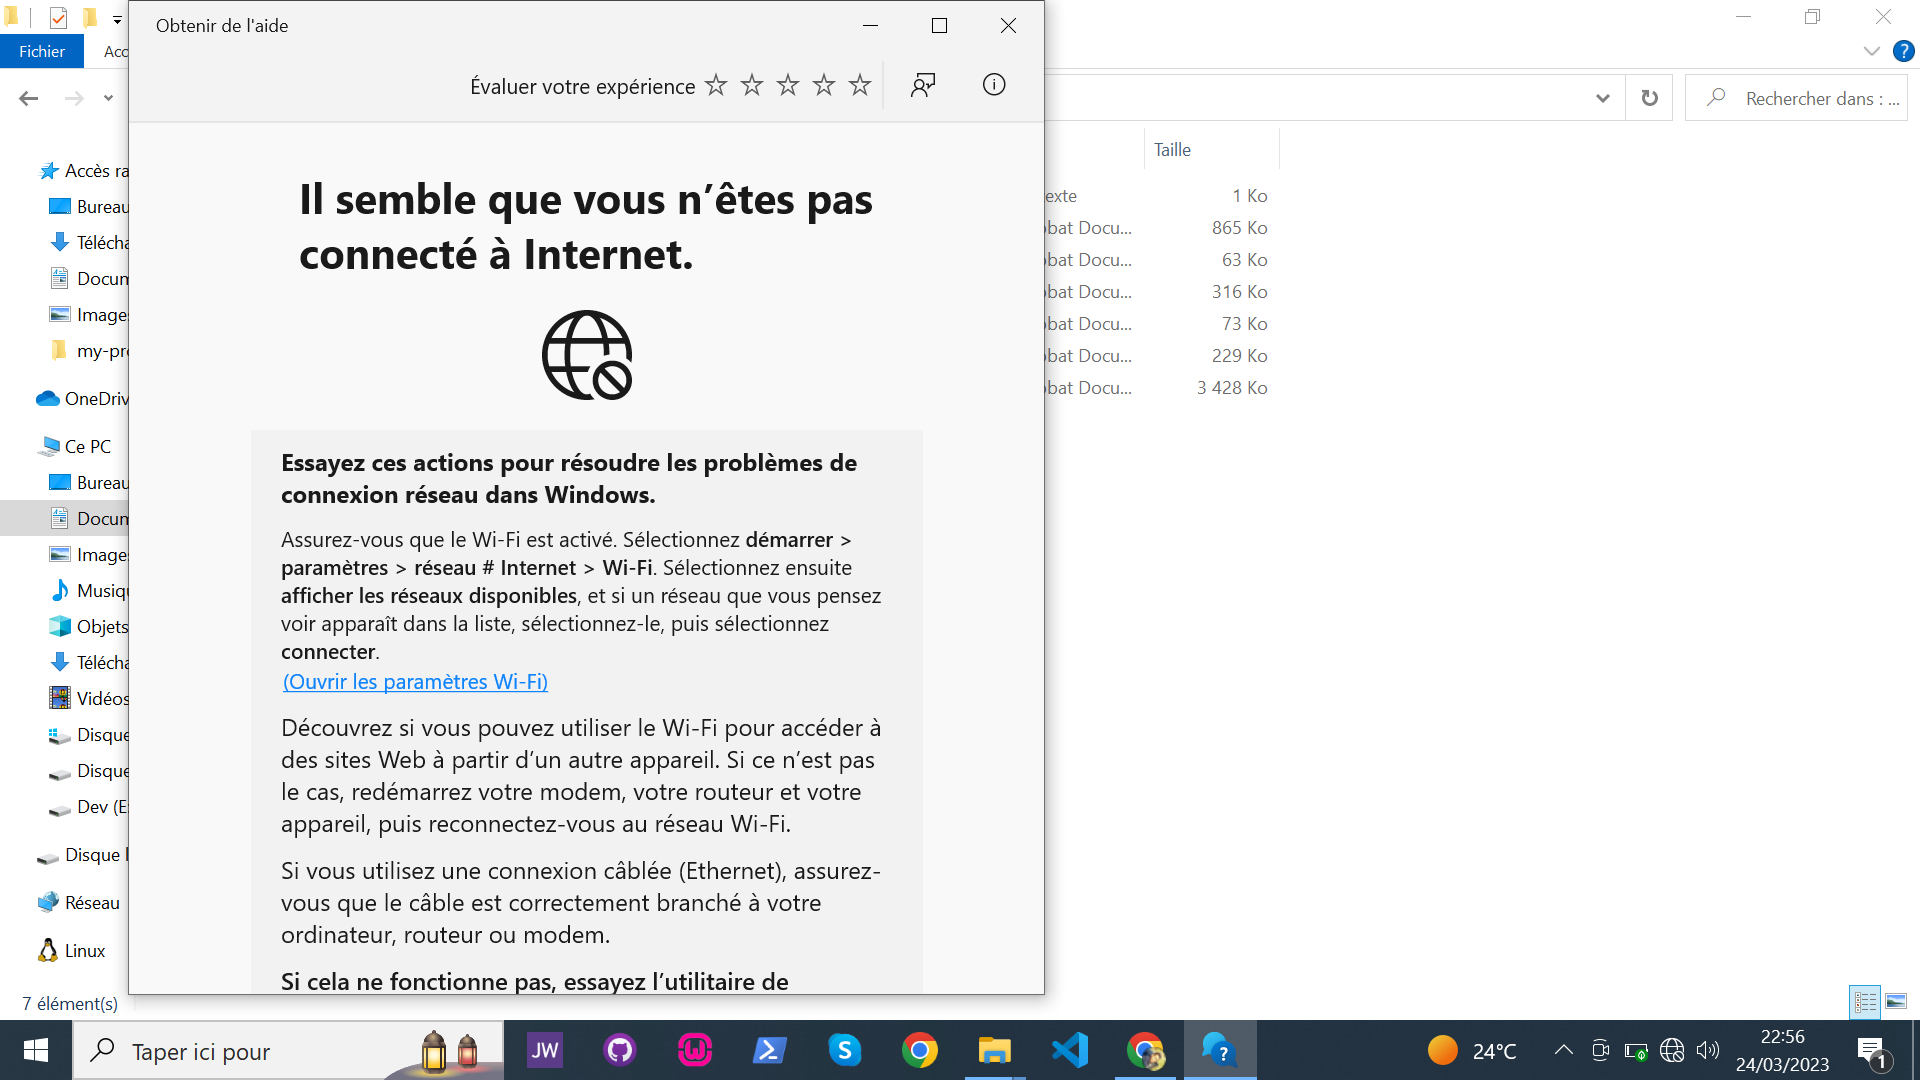 Obtenir de l'aide
Fichier
Acc
?
Évaluer votre expérience
Rechercher dans : ...
Taille
Accès ra
Bureau
Télécha
Docum
Images
my-pro
OneDriv
Ce PC
Bureau
Docum
Images
Musiqu
Objets
Télécha
Vidéos
Disque
Disque
Dev (E:
Disque l
Réseau
Linux
7 élément(s)
Il semble que vous n’êtes pas
connecté à Internet.
Essayez ces actions pour résoudre les problèmes de
connexion réseau dans Windows.
Assurez-vous que le Wi-Fi est activé. Sélectionnez démarrer >
paramètres > réseau # Internet > Wi-Fi. Sélectionnez ensuite
afficher les réseaux disponibles, et si un réseau que vous pensez
voir apparaît dans la liste, sélectionnez-le, puis sélectionnez
connecter.
(Ouvrir les paramètres Wi-Fi)
Découvrez si vous pouvez utiliser le Wi-Fi pour accéder à
des sites Web à partir d’un autre appareil. Si ce n’est pas
le cas, redémarrez votre modem, votre routeur et votre
appareil, puis reconnectez-vous au réseau Wi-Fi.
Si vous utilisez une connexion câblée (Ethernet), assurez-
vous que le câble est correctement branché à votre
ordinateur, routeur ou modem.
Si cela ne fonctionne pas, essayez l’utilitaire de
exte 1 Ko
bat Docu... 865 Ko
bat Docu... 63 Ko
bat Docu... 316 Ko
bat Docu... 73 Ko
bat Docu... 229 Ko
bat Docu... 3 428 Ko
Taper ici pour
JW
S
?
24°C
22:56
24/03/2023
1